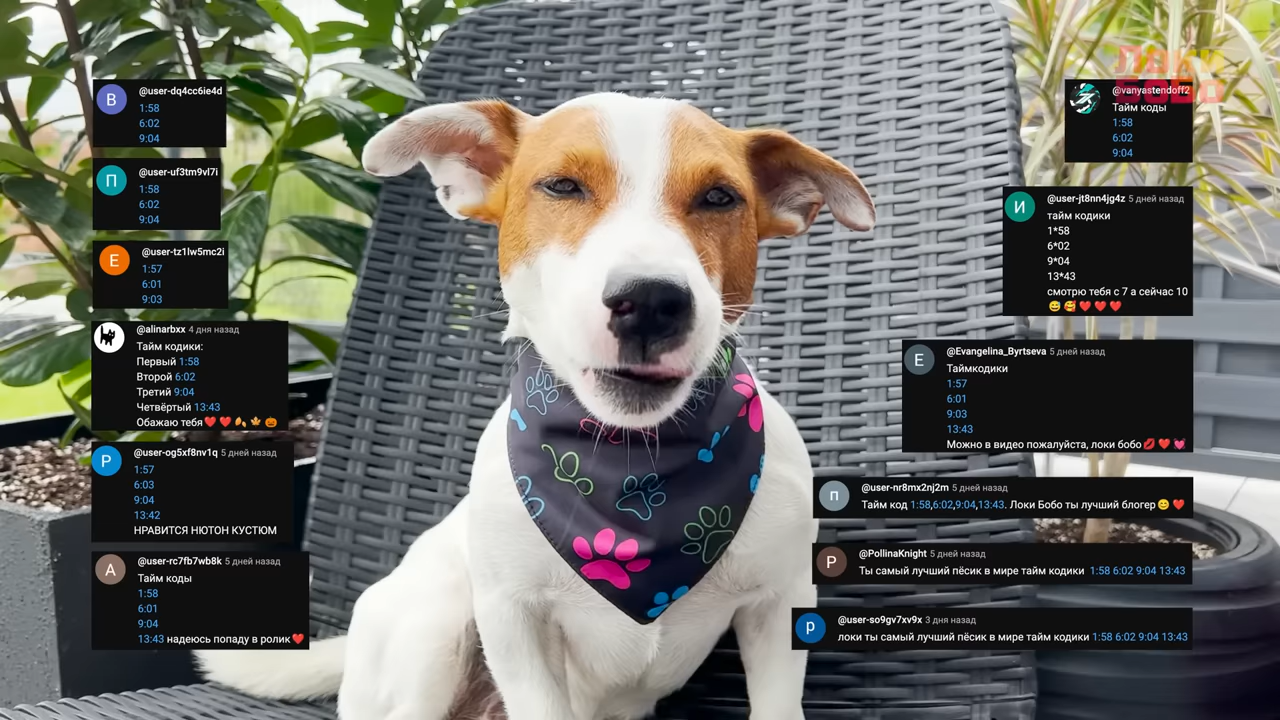 @user-dq4cc6ie4d
1:58
6:02
9:04
@user-uf3tm9vl7i
1:58
6:02
9:04
@user-tz1lw5mc2i
1:57
6:01
9:03
@alinarbxx 4 дня назад
Тайм кодики:
Первый 1:58
Второй 6:02
Третий 9:04
Четвёртый 13:43
Обажаю тебя❤️❤️🍂🍁🎃
@user-og5xf8nv1q 5 дней назад
1:57
6:03
9:04
13:42
НРАВИТСЯ НЮТОН КУСТЮМ
@user-rc7fb7wb8k 5 дней назад
Тайм коды
1:58
6:01
9:04
13:43 надеюсь попаду в ролик❤️
Локи
БОБО
@vanyastendoff2
Тайм коды
1:58
6:02
9:04
@user-jt8nn4jg4z 5 дней назад
тайм кодики
1*58
6*02
9*04
13*43
смотрю тебя с 7 а сейчас 10
😅🥰❤️❤️❤️
@Evangelina_Byrtseva 5 дней назад
Таймкодики
1:57
6:01
9:03
13:43
Можно в видео пожалуйста, локи бобо💋❤️💓
@user-nr8mx2nj2m 5 дней назад
Тайм код 1:58,6:02,9:04,13:43. Локи Бобо ты лучший блогер😊❤️
@PollinaKnight 5 дней назад
Ты самый лучший пёсик в мире тайм кодики 1:58 6:02 9:04 13:43
@user-so9gv7xv9x 3 дня назад
локи ты самый лучший пёсик в мире тайм кодики 1:58 6:02 9:04 13:43